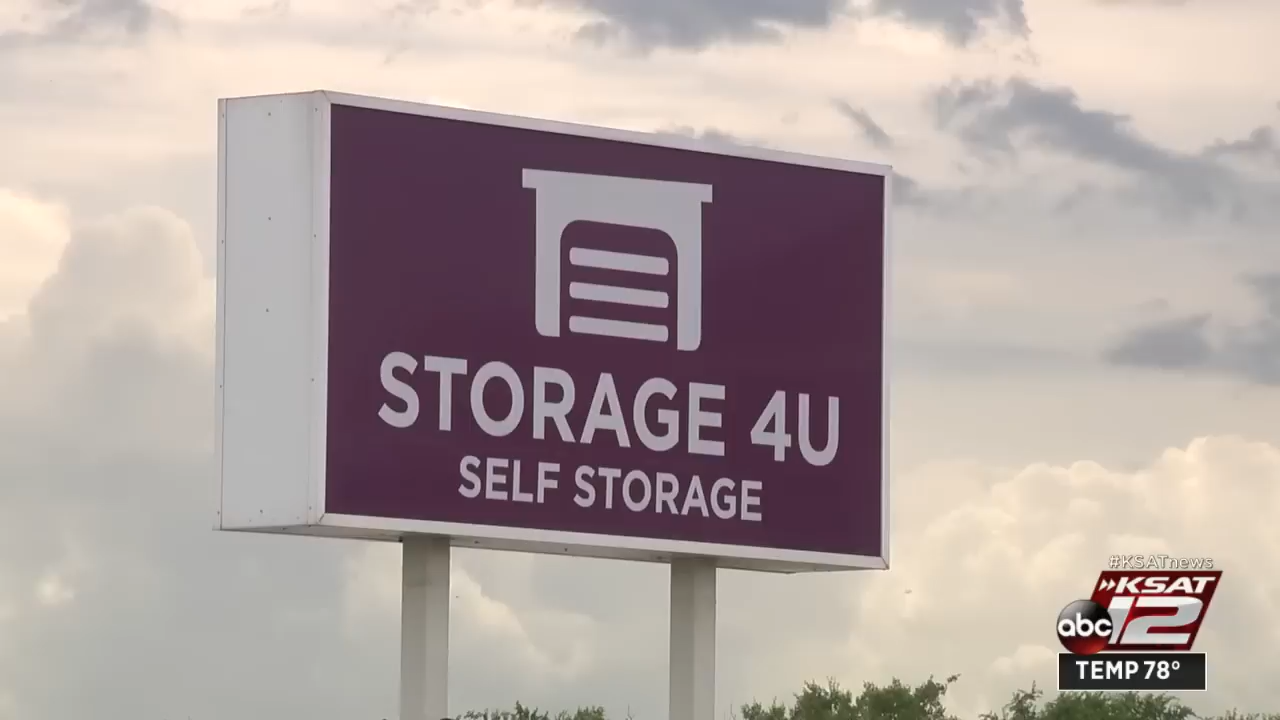 STORAGE 4U
SELF STORAGE
#KSATnews
KSAT
abc 12
TEMP 78°